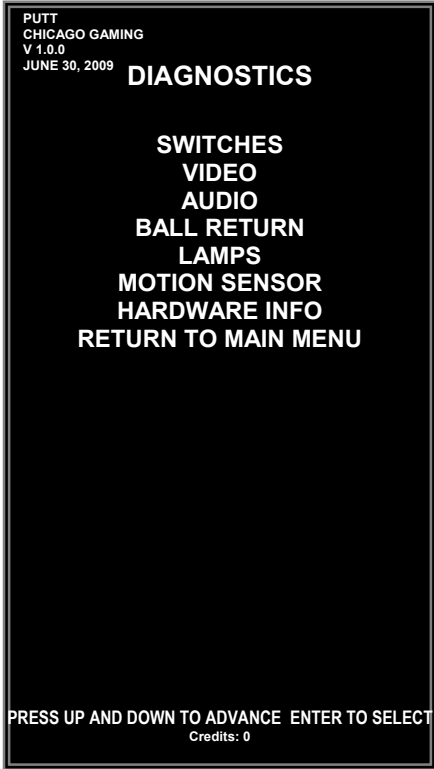 PUTT
CHICAGO GAMING
V 1.0.0
JUNE 30, 2009
DIAGNOSTICS
SWITCHES
VIDEO
AUDIO
BALL RETURN
LAMPS
MOTION SENSOR
HARDWARE INFO
RETURN TO MAIN MENU
PRESS UP AND DOWN TO ADVANCE ENTER TO SELECT
Credits: 0